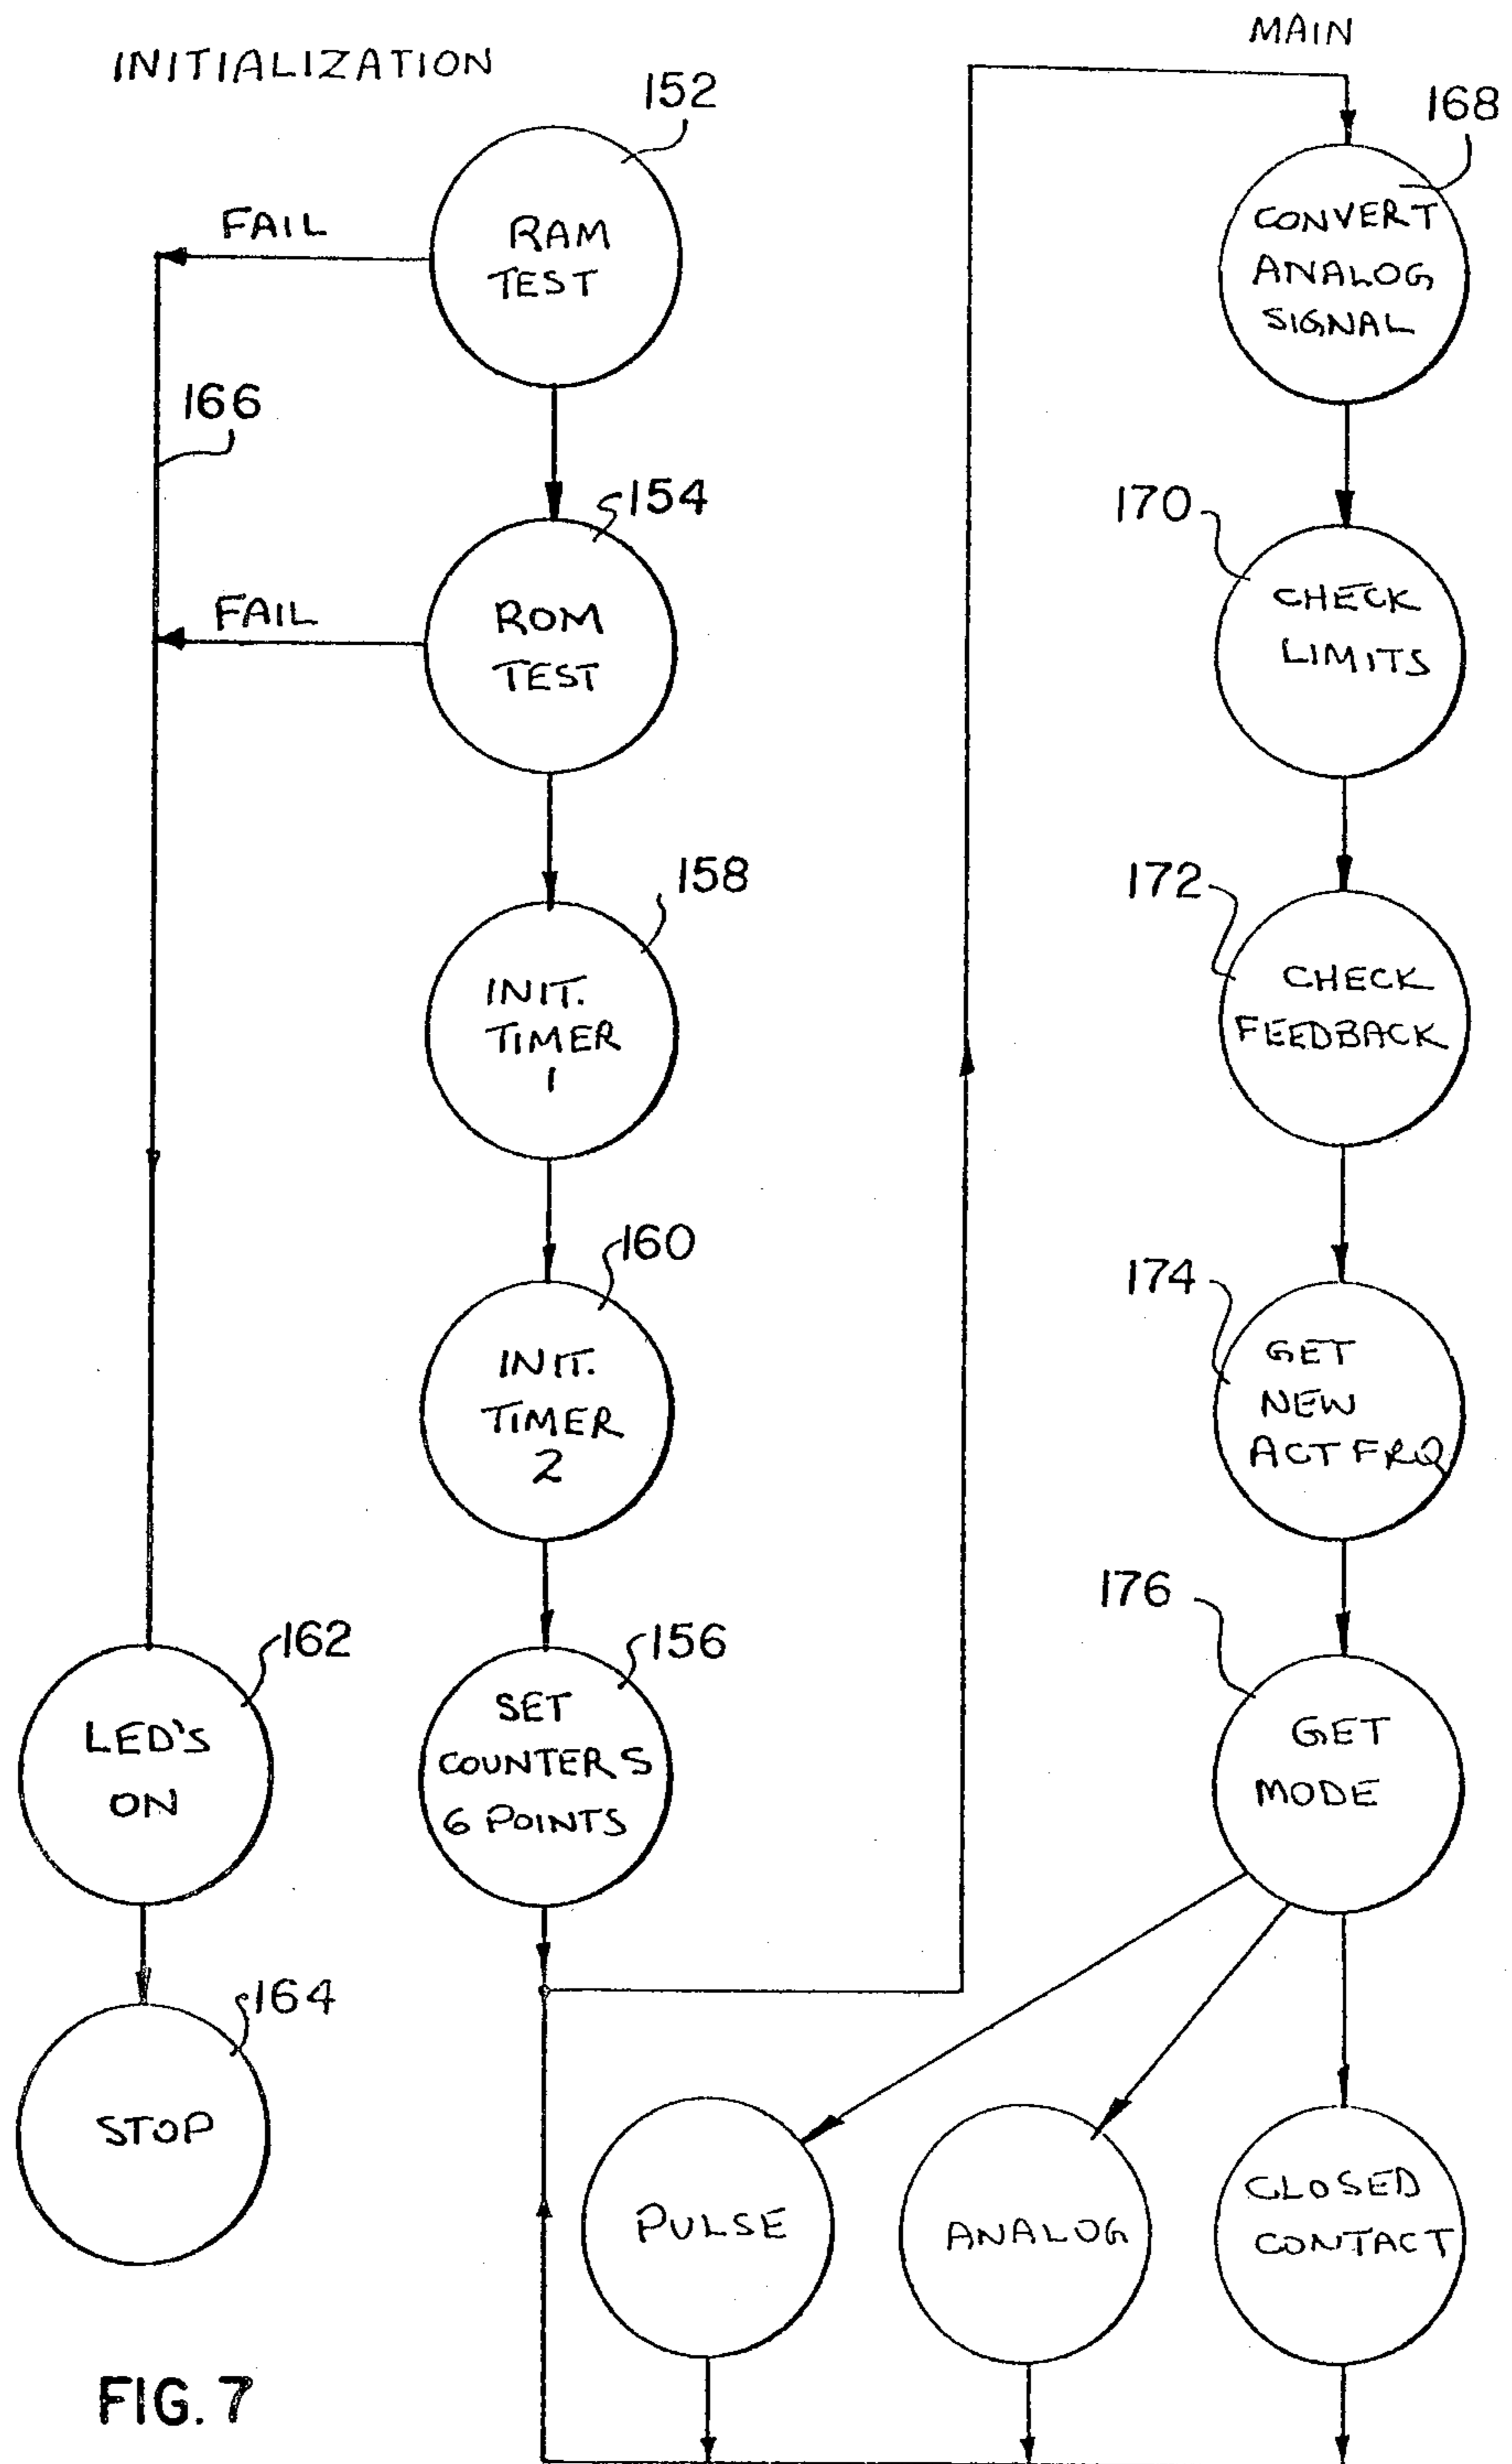 INITIALIZATION
152
RAM
TEST
FAIL
166
154
ROM
TEST
FAIL
158
INIT.
TIMER
1
160
INIT.
TIMER
2
156
SET
COUNTERS
6 POINTS
162
LED'S
ON
164
STOP
MAIN
168
CONVERT
ANALOG
SIGNAL
170
CHECK
LIMITS
172
CHECK
FEEDBACK
174
GET
NEW
ACT FRQ
176
GET
MODE
PULSE
ANALOG
CLOSED
CONTACT
FIG. 7